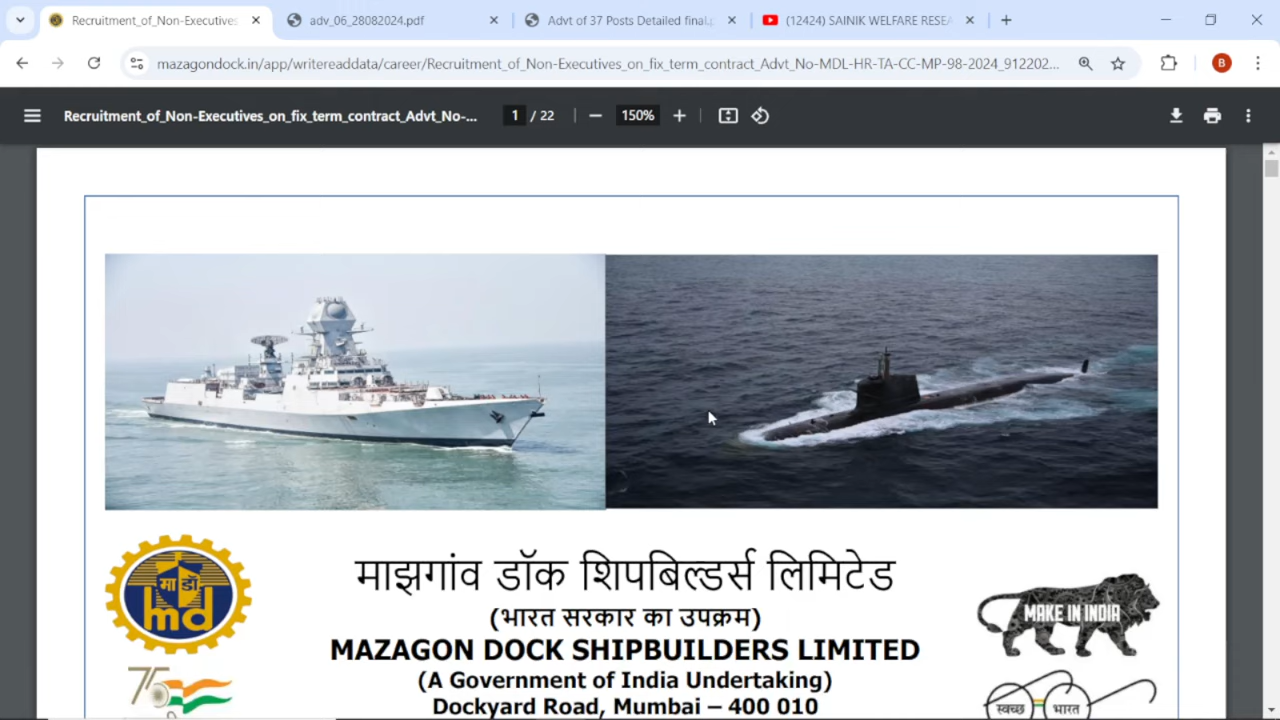 Recruitment_of_Non-Executives
adv_06_28082024.pdf
Advt of 37 Posts Detailed final.p
(12424) SAINIK WELFARE RESEA
mazagondock.in/app/writereaddata/career/Recruitment_of_Non-Executives_on_fix_term_contract_Advt_No-MDL-HR-TA-CC-MP-98-2024_912202...
B
Recruitment_of_Non-Executives_on_fix_term_contract_Advt_No-...
1 / 22
150%
माझगांव डॉक शिपबिल्डर्स लिमिटेड
(भारत सरकार का उपक्रम)
MAZAGON DOCK SHIPBUILDERS LIMITED
(A Government of India Undertaking)
Dockyard Road, Mumbai – 400 010
मा डॉ
md
MAKE IN INDIA
75
स्वच्छ भारत